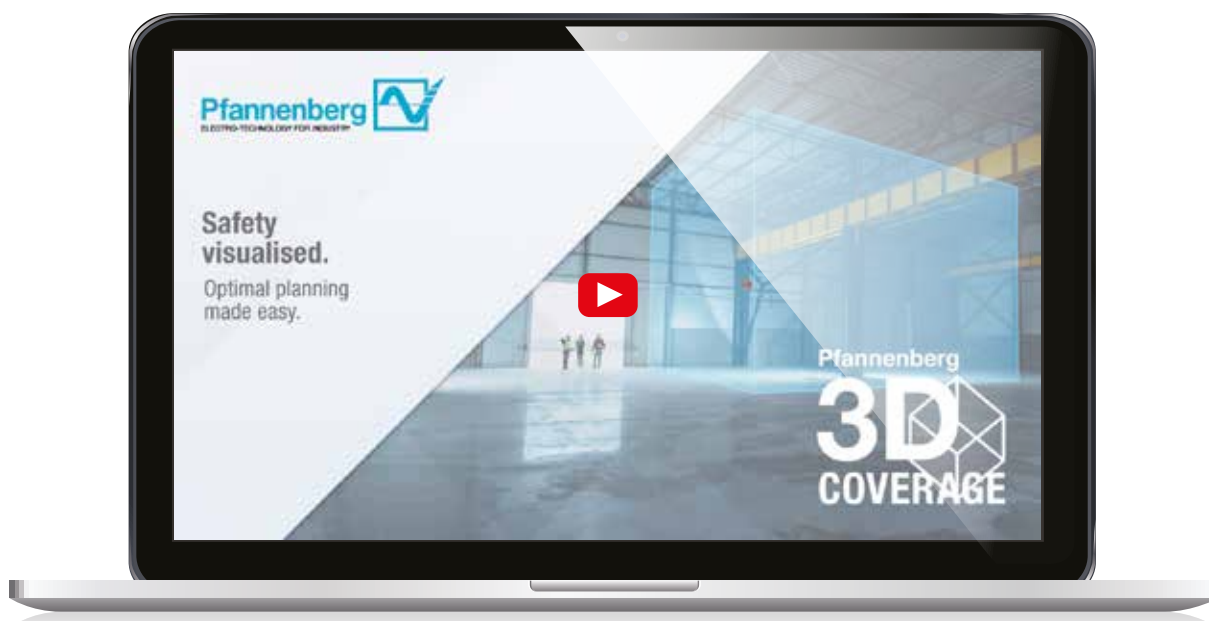 Pfannenberg
ELECTRO-TECHNOLOGY FOR INDUSTRY
Safety
visualised.
Optimal planning
made easy.
Pfannenberg
3D
COVERAGE